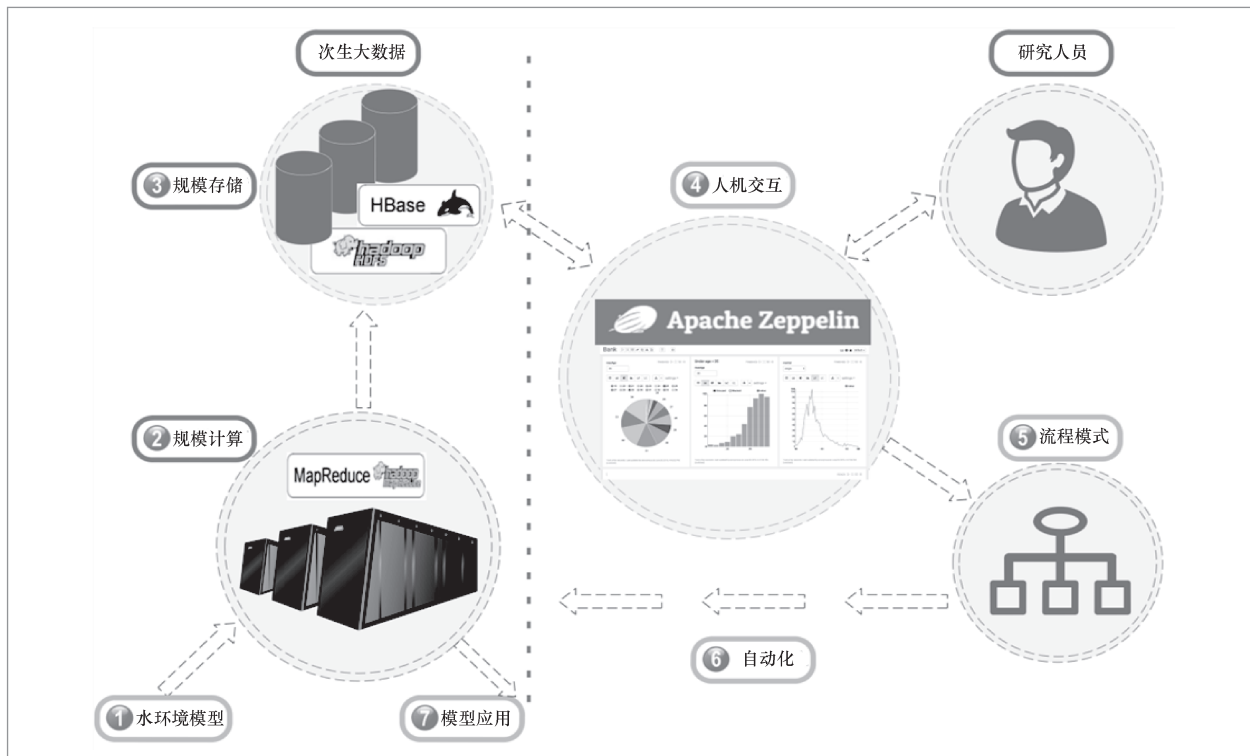 次生大数据
研究人员
3 规模存储
HBase
hadoop
HDFS
4 人机交互
Apache Zeppelin
Bank
2 规模计算
MapReduce
hadoop
5 流程模式
6 自动化
1 水环境模型
7 模型应用